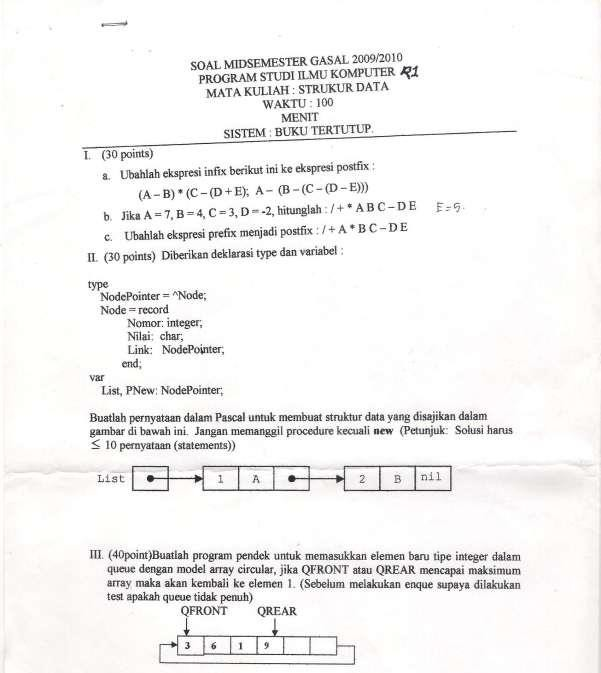 SOAL MIDSEMESTER GASAL 2009/2010
PROGRAM STUDI ILMU KOMPUTER R1
MATA KULIAH : STRUKUR DATA
WAKTU : 100
MENIT
SISTEM : BUKU TERTUTUP.
I. (30 points)
a. Ubahlah ekspresi infix berikut ini ke ekspresi postfix :
(A – B) * (C – (D + E); A – (B – (C – (D – E)))
b. Jika A = 7, B = 4, C = 3, D = -2, hitunglah : / + * A B C – D E E = 5.
c. Ubahlah ekspresi prefix menjadi postfix : / + A * B C – D E
II. (30 points) Diberikan deklarasi type dan variabel :
type
NodePointer = ^Node;
Node = record
Nomor: integer;
Nilai: char;
Link: NodePointer;
end;
var
List, PNew: NodePointer;
Buatlah pernyataan dalam Pascal untuk membuat struktur data yang disajikan dalam
gambar di bawah ini. Jangan memanggil procedure kecuali new (Petunjuk: Solusi harus
≤ 10 pernyataan (statements))
List 1 A 2 B nil
III. (40point)Buatlah program pendek untuk memasukkan elemen baru tipe integer dalam
queue dengan model array circular, jika QFRONT atau QREAR mencapai maksimum
array maka akan kembali ke elemen 1. (Sebelum melakukan enque supaya dilakukan
test apakah queue tidak penuh)
QFRONT QREAR
3 6 1 9